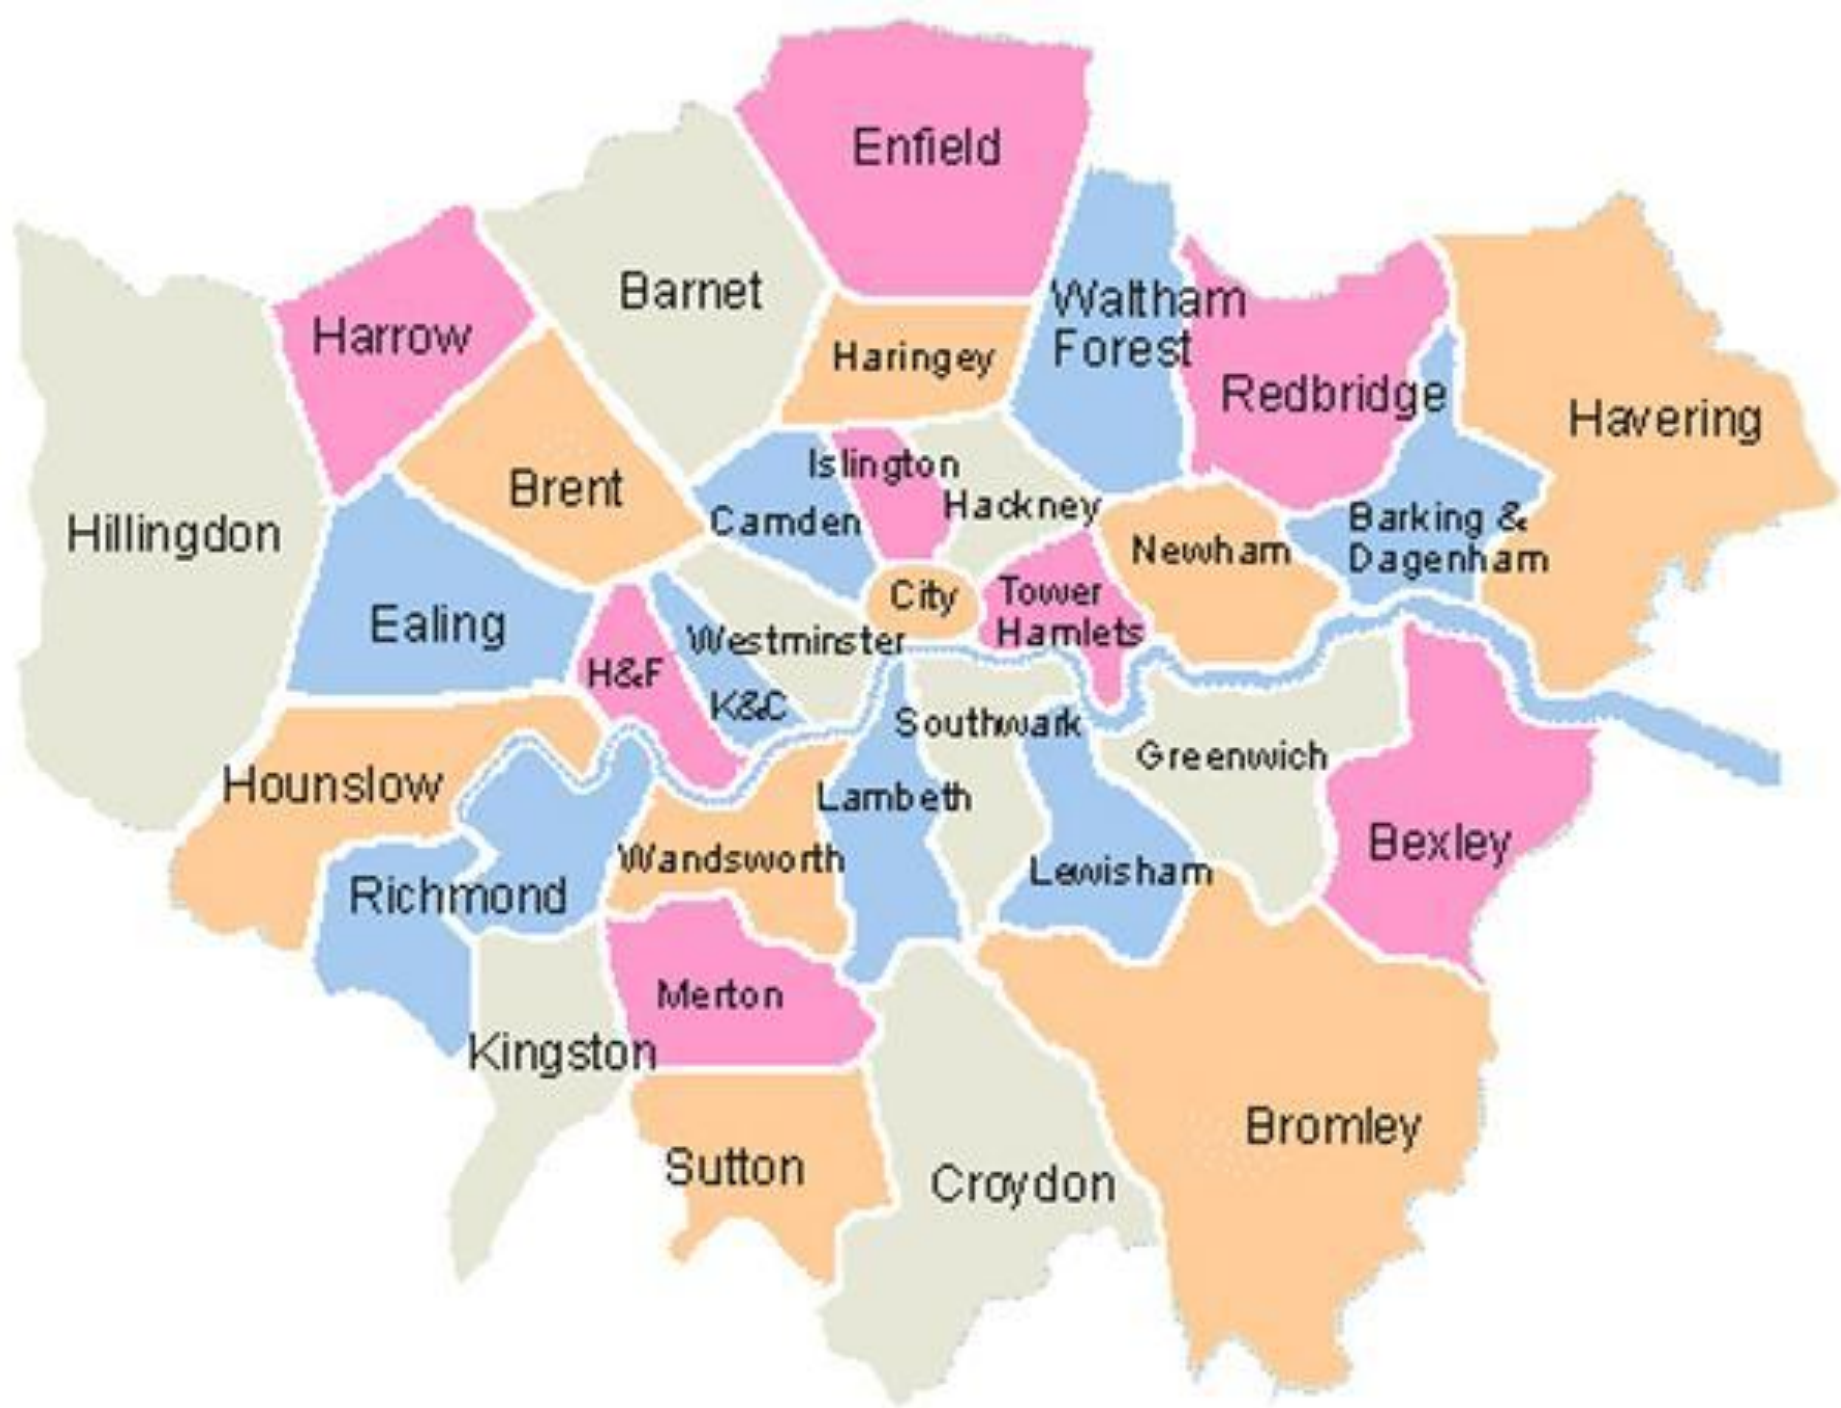 Enfield
Barnet
Waltham
Forest
Harrow
Haringey
Redbridge
Havering
Islington
Brent
Hackney
Camden
Hillingdon
Newham
Barking &
Dagenham
City
Tower
Hamlets
Ealing
Westminster
H&F
K&C
Southwark
Greenwich
Hounslow
Lambeth
Bexley
Wandsworth
Lewisham
Richmond
Merton
Kingston
Bromley
Sutton
Croydon